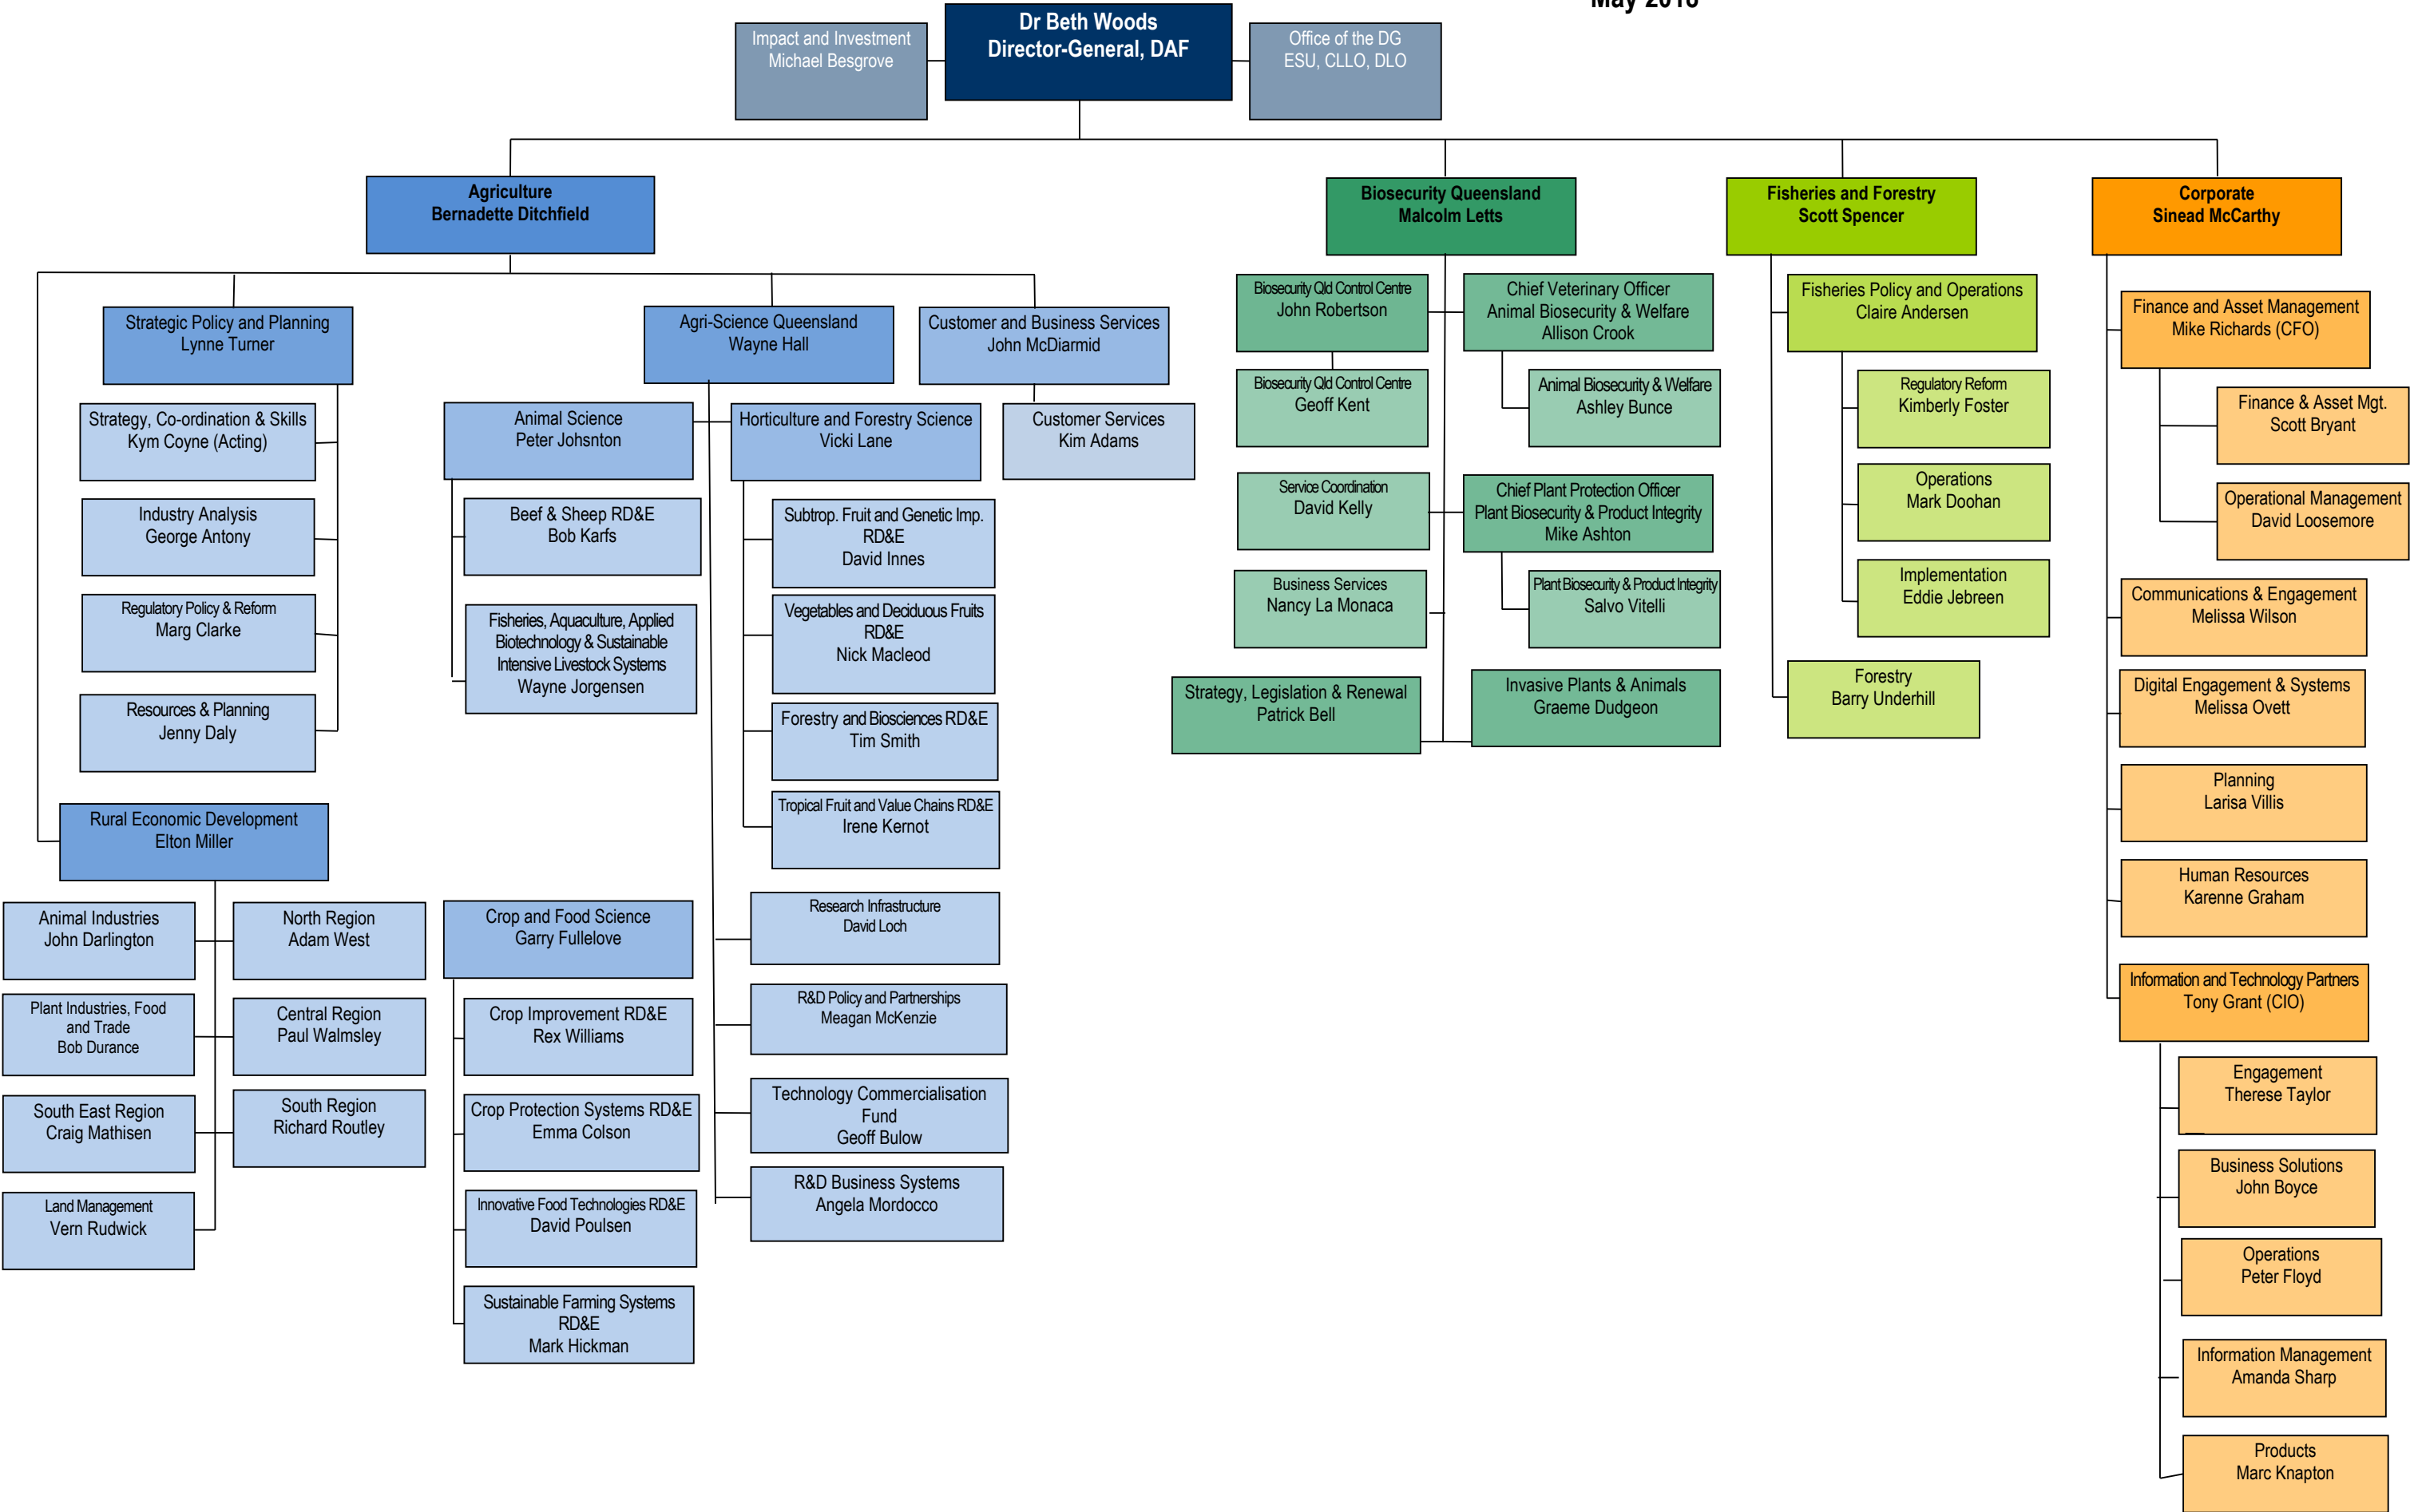 May 2018
Dr Beth Woods
Director-General, DAF
Impact and Investment
Michael Besgrove
Office of the DG
ESU, CLLO, DLO
Agriculture
Bernadette Ditchfield
Biosecurity Queensland
Malcolm Letts
Fisheries and Forestry
Scott Spencer
Corporate
Sinead McCarthy
Strategic Policy and Planning
Lynne Turner
Strategy, Co-ordination & Skills
Kym Coyne (Acting)
Industry Analysis
George Antony
Regulatory Policy & Reform
Marg Clarke
Resources & Planning
Jenny Daly
Rural Economic Development
Elton Miller
Animal Industries
John Darlington
North Region
Adam West
Plant Industries, Food
and Trade
Bob Durance
Central Region
Paul Walmsley
South East Region
Craig Mathisen
South Region
Richard Routley
Land Management
Vern Rudwick
Agri-Science Queensland
Wayne Hall
Animal Science
Peter Johsnton
Beef & Sheep RD&E
Bob Karfs
Fisheries, Aquaculture, Applied
Biotechnology & Sustainable
Intensive Livestock Systems
Wayne Jorgensen
Horticulture and Forestry Science
Vicki Lane
Subtrop. Fruit and Genetic Imp.
RD&E
David Innes
Vegetables and Deciduous Fruits
RD&E
Nick Macleod
Forestry and Biosciences RD&E
Tim Smith
Tropical Fruit and Value Chains RD&E
Irene Kernot
Crop and Food Science
Garry Fullelove
Crop Improvement RD&E
Rex Williams
Crop Protection Systems RD&E
Emma Colson
Innovative Food Technologies RD&E
David Poulsen
Sustainable Farming Systems
RD&E
Mark Hickman
Research Infrastructure
David Loch
R&D Policy and Partnerships
Meagan McKenzie
Technology Commercialisation
Fund
Geoff Bulow
R&D Business Systems
Angela Mordocco
Customer and Business Services
John McDiarmid
Customer Services
Kim Adams
Biosecurity Qld Control Centre
John Robertson
Biosecurity Qld Control Centre
Geoff Kent
Chief Veterinary Officer
Animal Biosecurity & Welfare
Allison Crook
Animal Biosecurity & Welfare
Ashley Bunce
Service Coordination
David Kelly
Chief Plant Protection Officer
Plant Biosecurity & Product Integrity
Mike Ashton
Plant Biosecurity & Product Integrity
Salvo Vitelli
Business Services
Nancy La Monaca
Strategy, Legislation & Renewal
Patrick Bell
Invasive Plants & Animals
Graeme Dudgeon
Fisheries Policy and Operations
Claire Andersen
Regulatory Reform
Kimberly Foster
Operations
Mark Doohan
Implementation
Eddie Jebreen
Forestry
Barry Underhill
Finance and Asset Management
Mike Richards (CFO)
Finance & Asset Mgt.
Scott Bryant
Operational Management
David Loosemore
Communications & Engagement
Melissa Wilson
Digital Engagement & Systems
Melissa Ovett
Planning
Larisa Villis
Human Resources
Karenne Graham
Information and Technology Partners
Tony Grant (CIO)
Engagement
Therese Taylor
Business Solutions
John Boyce
Operations
Peter Floyd
Information Management
Amanda Sharp
Products
Marc Knapton